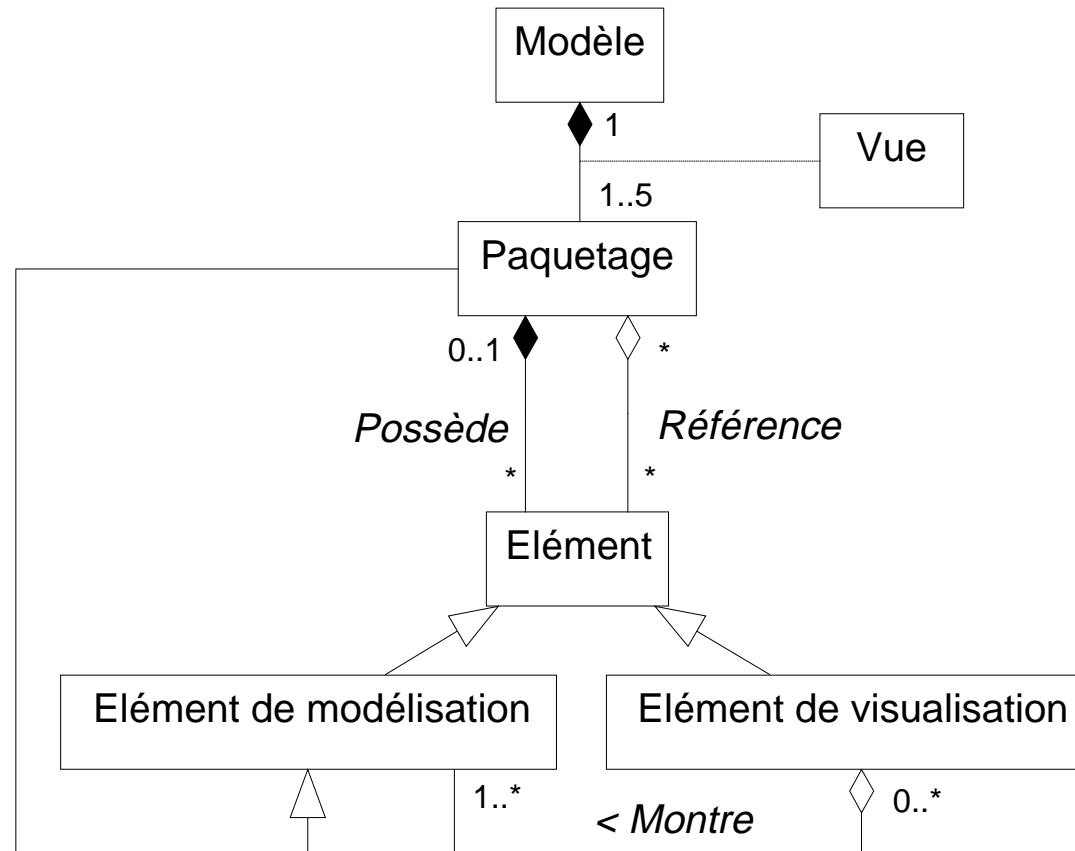 Modèle
1
Vue
1..5
Paquetage
0..1
*
Possède
Référence
*
*
Elément
Elément de modélisation
Elément de visualisation
1..*
0..*
< Montre